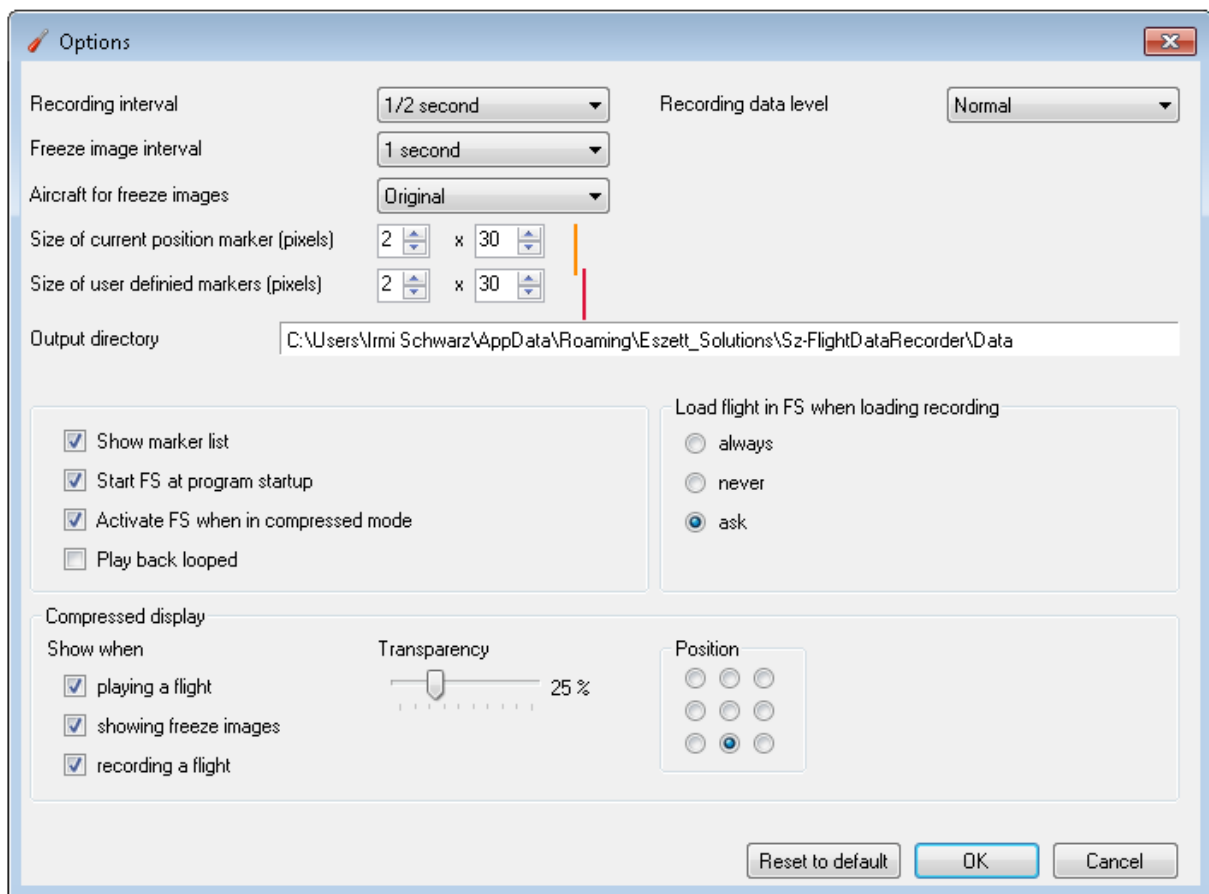 Options
Recording interval 1/2 second Recording data level Normal
Freeze image interval 1 second
Aircraft for freeze images Original
Size of current position marker (pixels) 2 x 30
Size of user definied markers (pixels) 2 x 30
Output directory C:\Users\Irmi Schwarz\AppData\Roaming\Eszett_Solutions\Sz-FlightDataRecorder\Data
Show marker list
Start FS at program startup
Activate FS when in compressed mode
Play back looped
Load flight in FS when loading recording
always
never
ask
Compressed display
Show when
playing a flight
showing freeze images
recording a flight
Transparency
25 %
Position
Reset to default OK Cancel